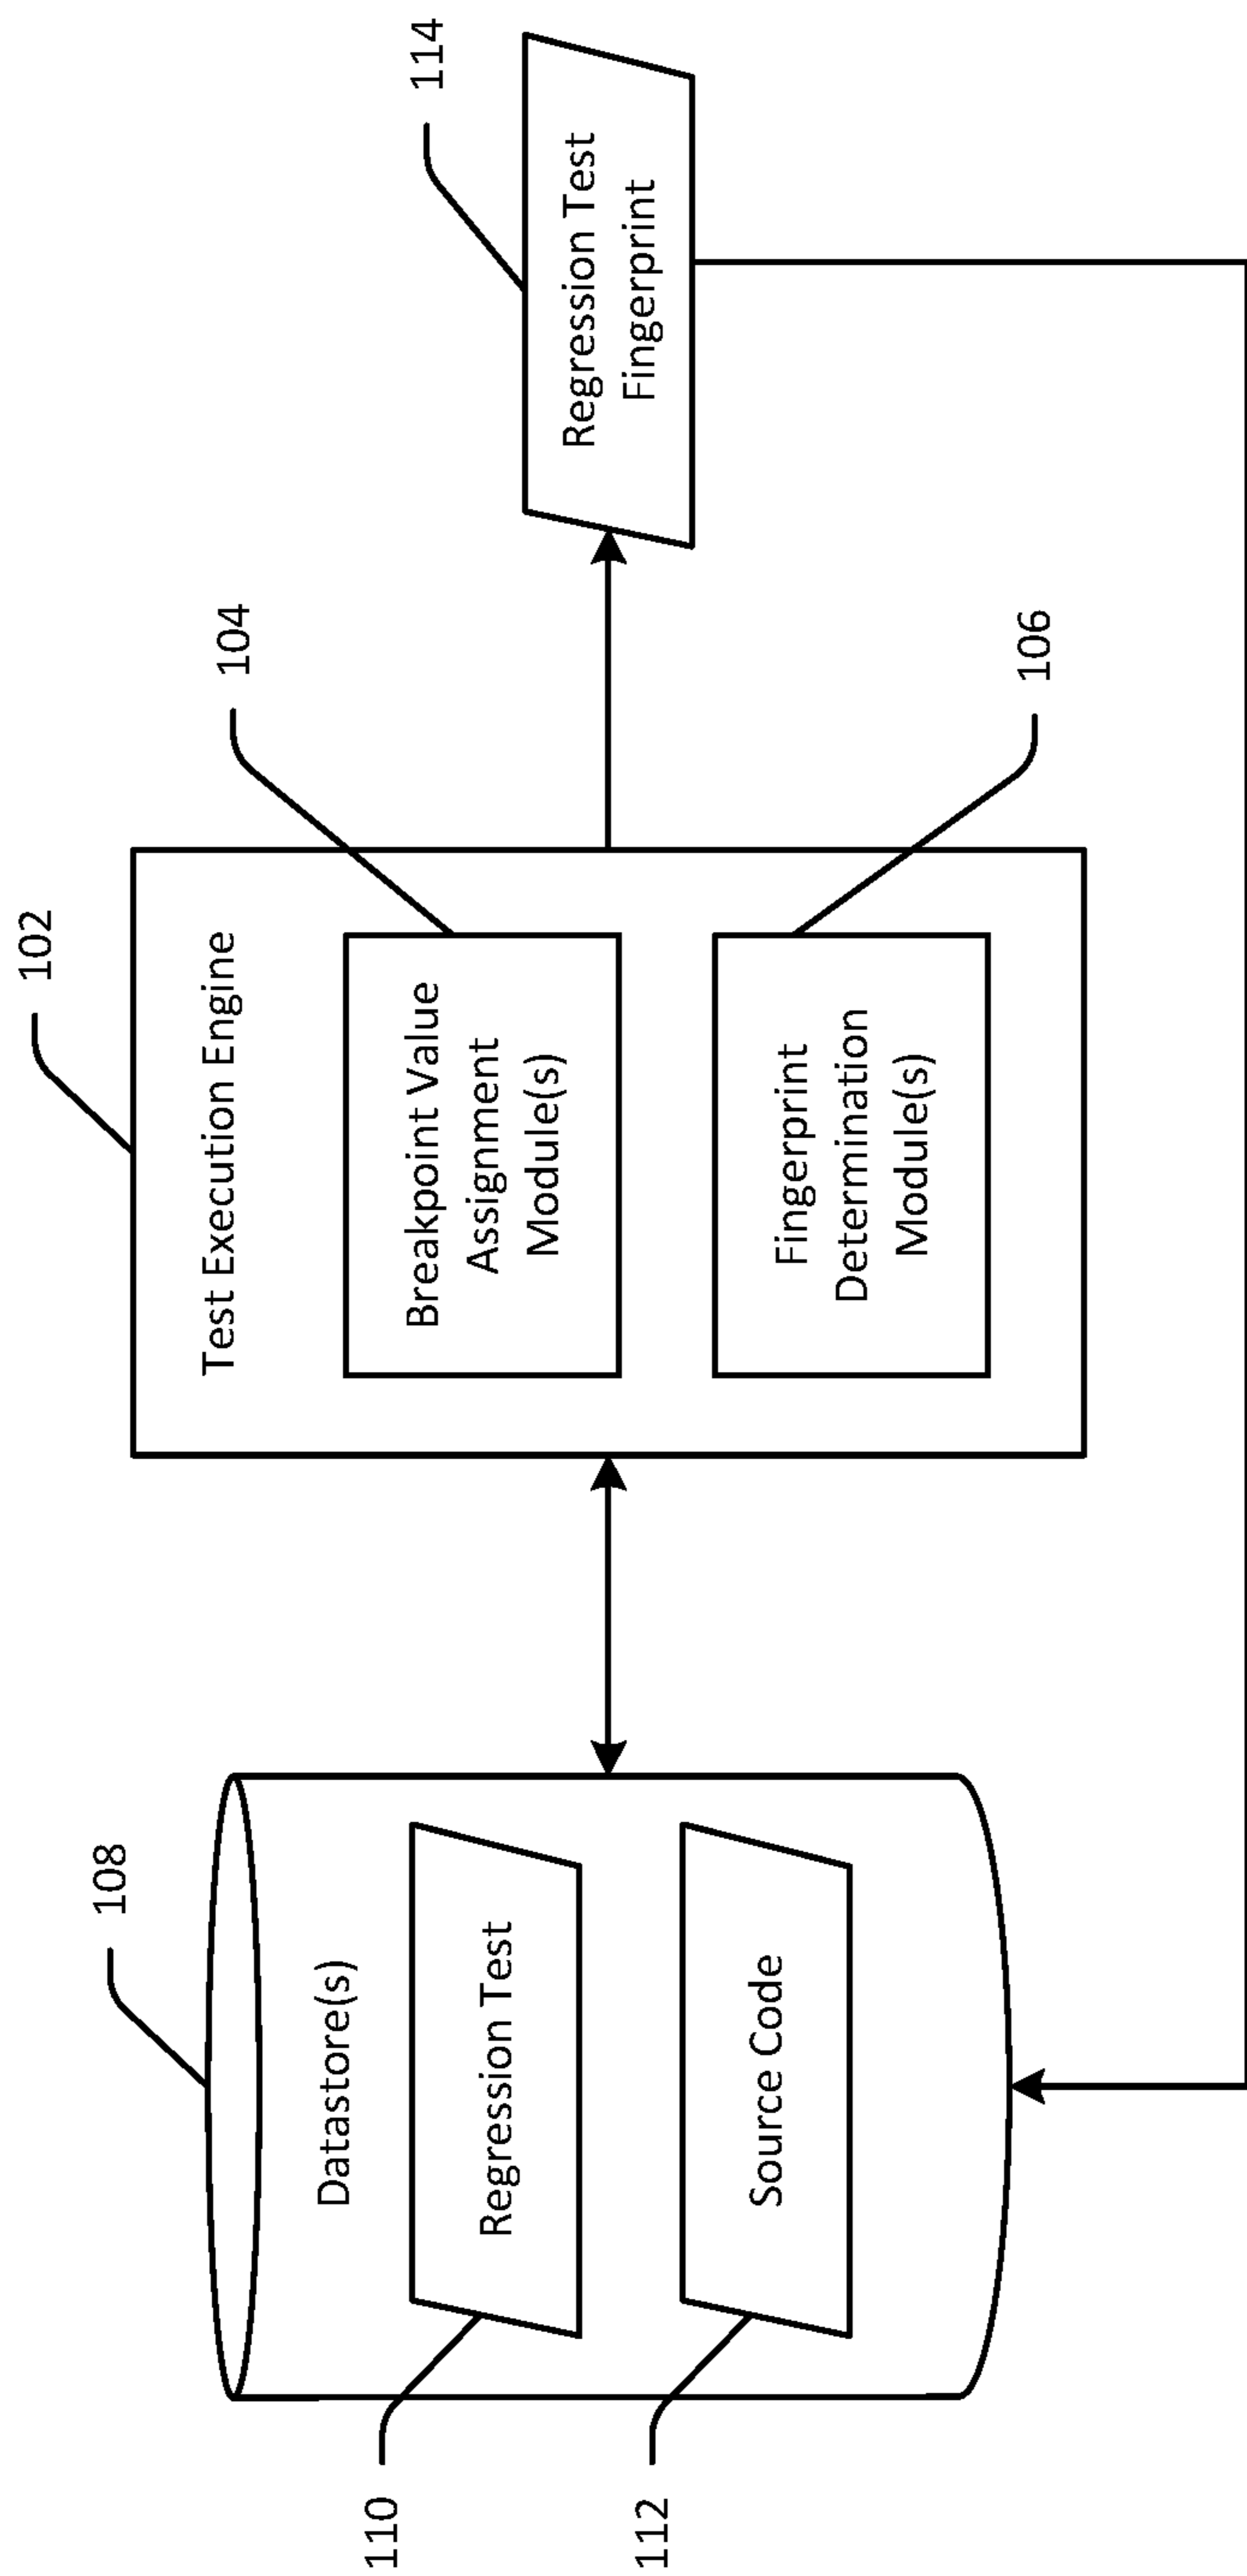 108
Datastore(s)
110
Regression Test
112
Source Code
102
Test Execution Engine
104
Breakpoint Value
Assignment
Module(s)
106
Fingerprint
Determination
Module(s)
114
Regression Test
Fingerprint